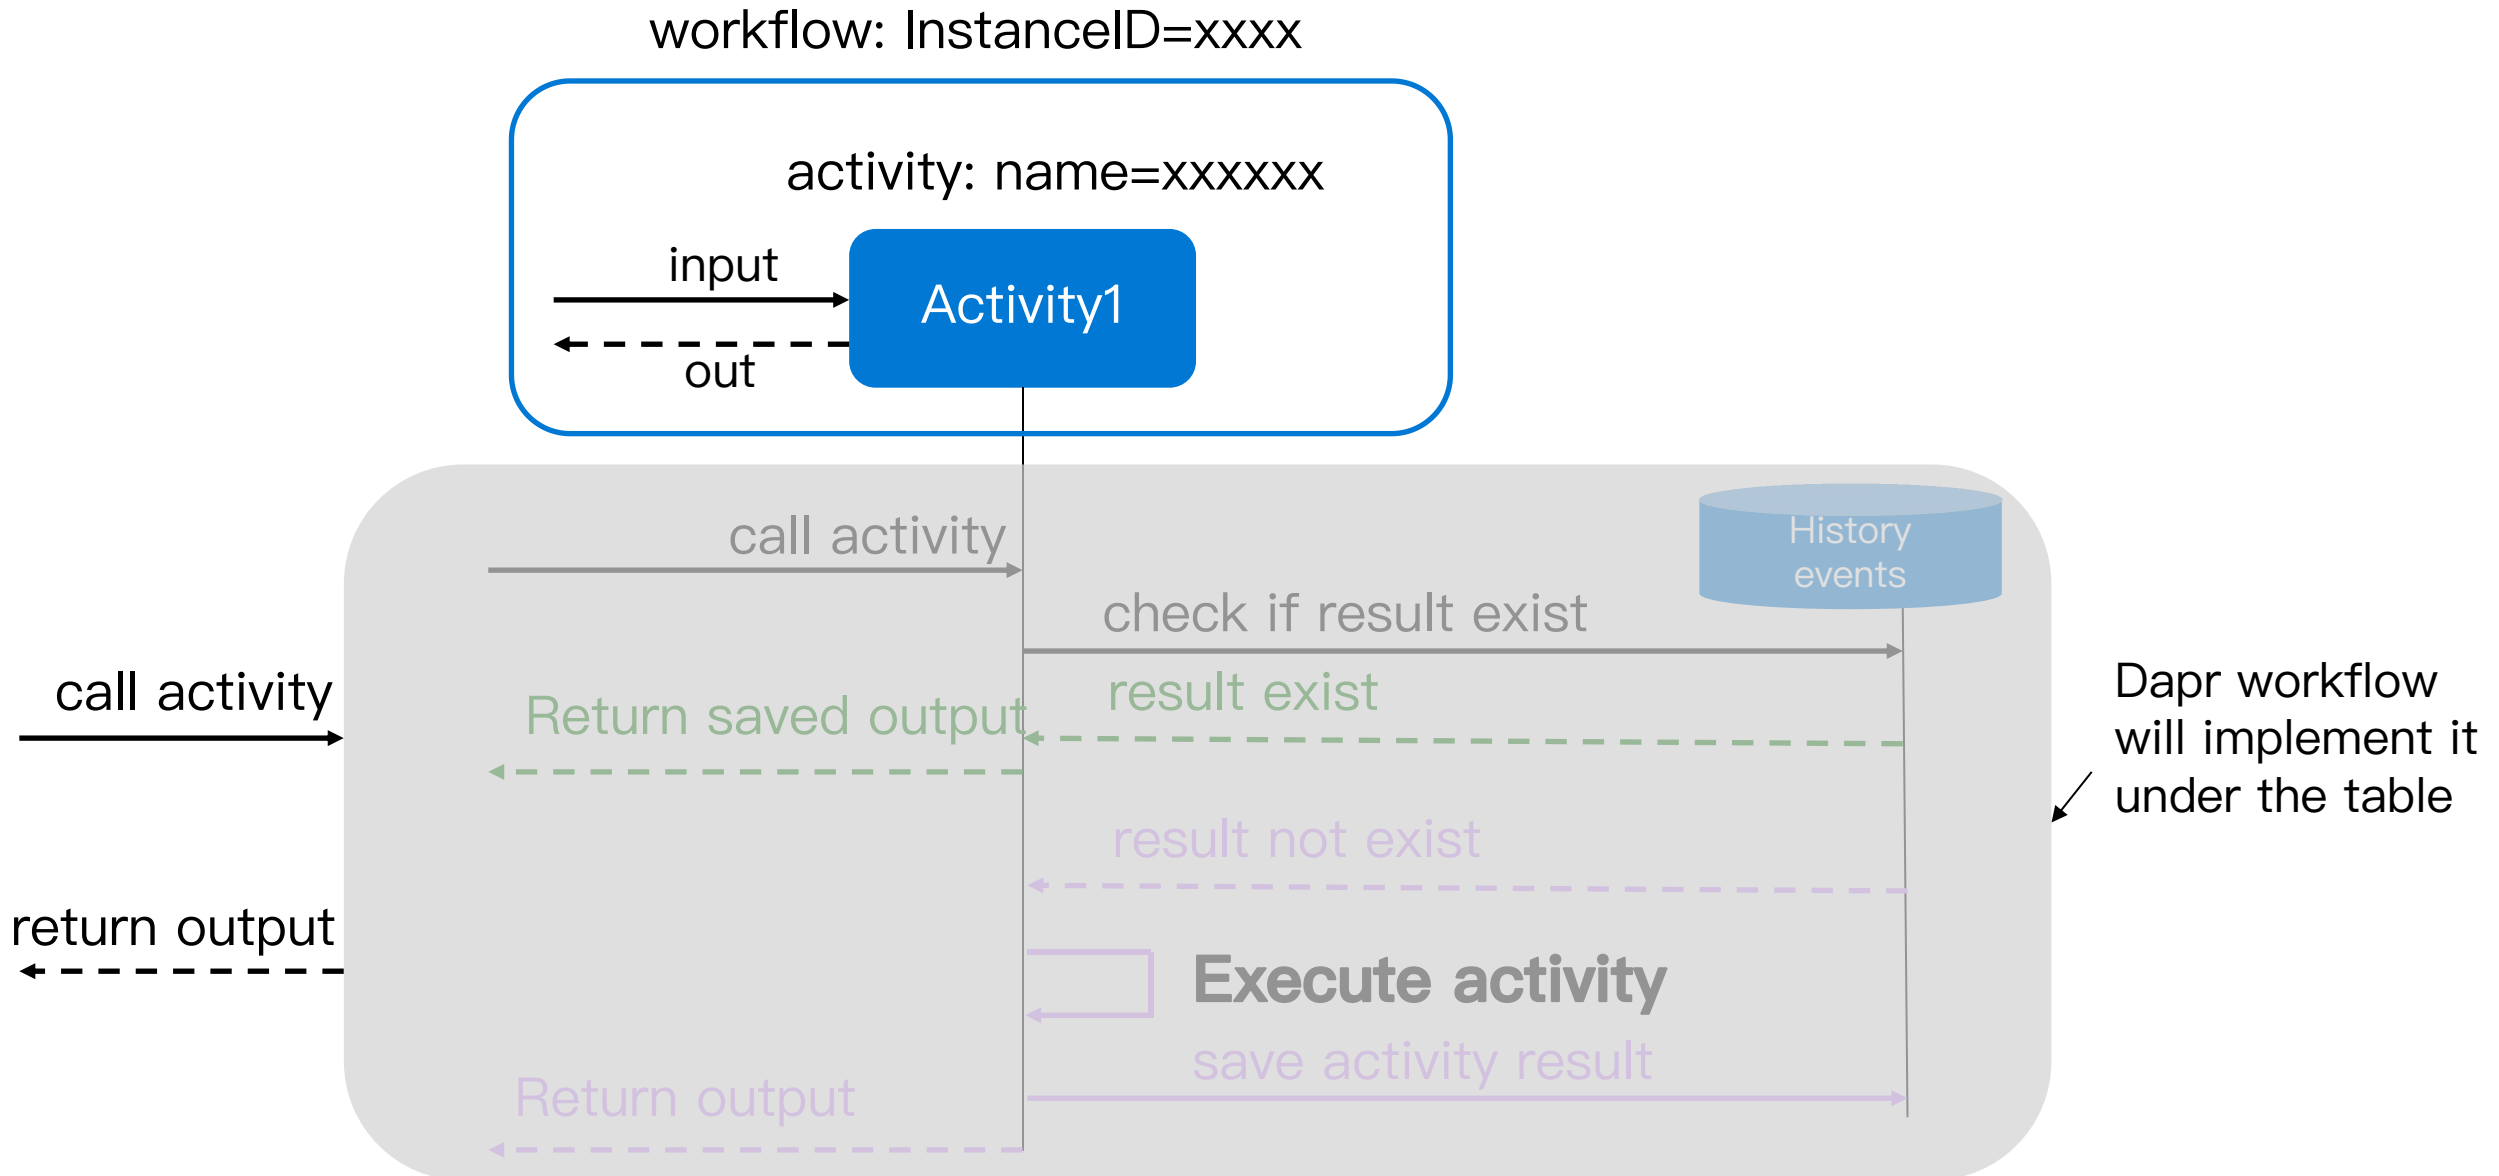 workflow: InstanceID=xxxx
activity: name=xxxxxx
input
Activity1
out
call activity
History
events
check if result exist
result exist
Return saved output
call activity
Dapr workflow
will implement it
under the table
result not exist
return output
Execute activity
save activity result
Return output